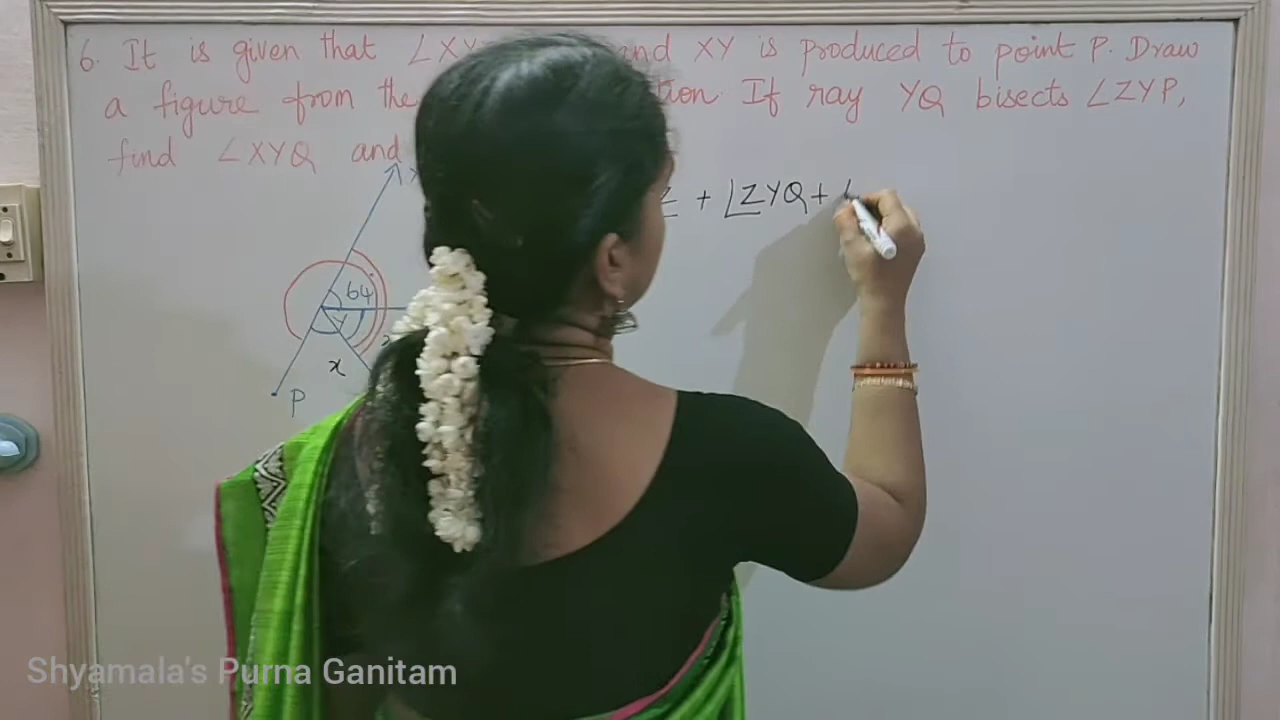 6. It is given that ∠XY and XY is produced to point P. Draw
a figure from the tion. If ray YQ bisects ∠ZYP,
find ∠XYQ and
Z + ∠ZYQ + ∠
64
Y
x
P
Shyamala's Purna Ganitam